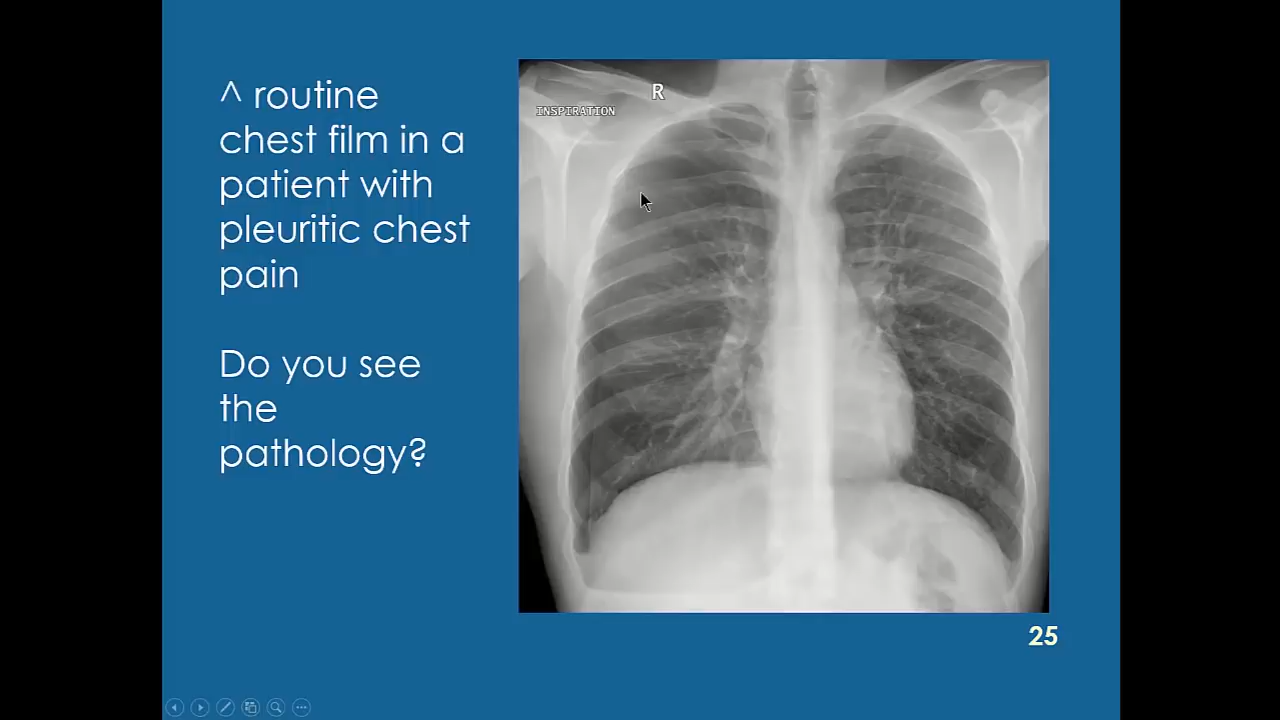 ^ routine
chest film in a
patient with
pleuritic chest
pain
Do you see
the
pathology?
R
INSPIRATION
25